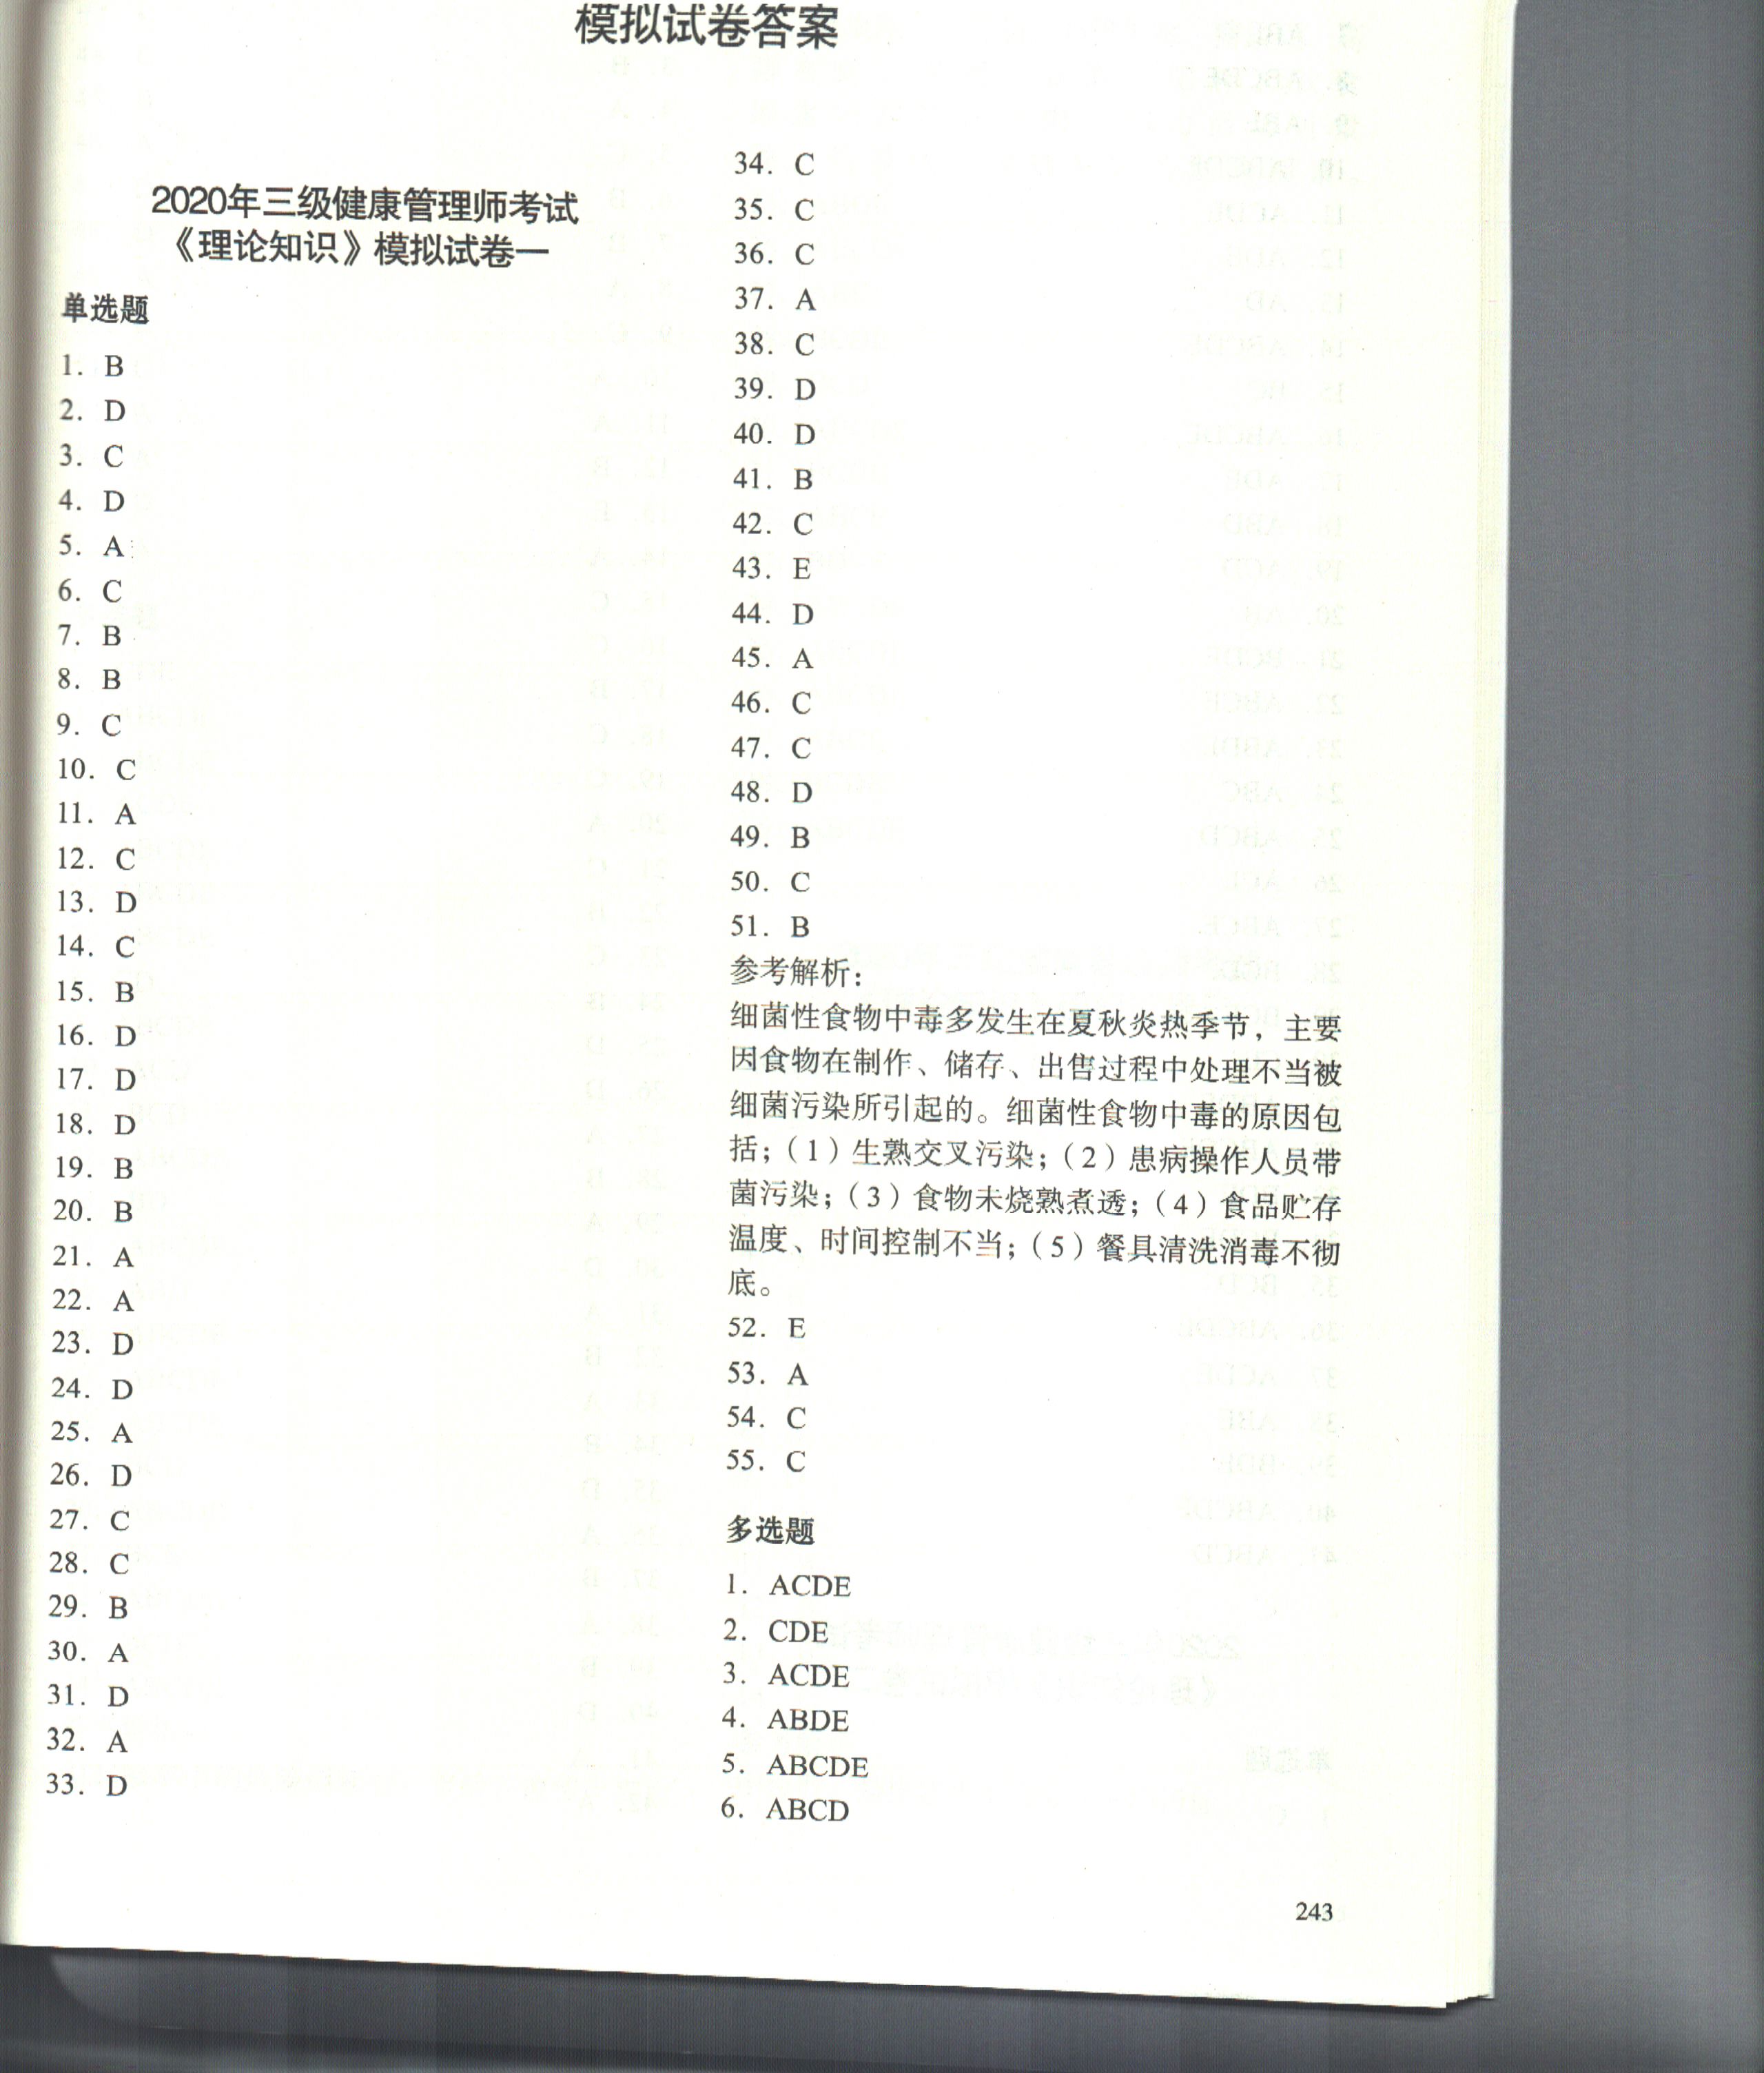 模拟试卷答案
2020年三级健康管理师考试
《理论知识》模拟试卷一
单选题
1. B
2. D
3. C
4. D
5. A
6. C
7. B
8. B
9. C
10. C
11. A
12. C
13. D
14. C
15. B
16. D
17. D
18. D
19. B
20. B
21. A
22. A
23. D
24. D
25. A
26. D
27. C
28. C
29. B
30. A
31. D
32. A
33. D
34. C
35. C
36. C
37. A
38. C
39. D
40. D
41. B
42. C
43. E
44. D
45. A
46. C
47. C
48. D
49. B
50. C
51. B
参考解析：
细菌性食物中毒多发生在夏秋炎热季节，主要
因食物在制作、储存、出售过程中处理不当被
细菌污染所引起的。细菌性食物中毒的原因包
括；（1）生熟交叉污染；（2）患病操作人员带
菌污染；（3）食物未烧熟煮透；（4）食品贮存
温度、时间控制不当；（5）餐具清洗消毒不彻
底。
52. E
53. A
54. C
55. C
多选题
1. ACDE
2. CDE
3. ACDE
4. ABDE
5. ABCDE
6. ABCD
243